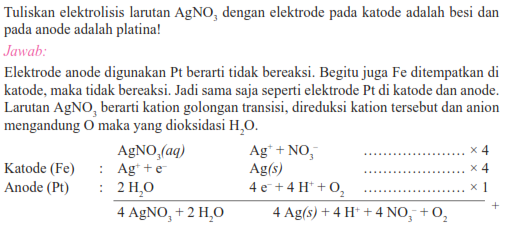 Tuliskan elektrolisis larutan AgNO₃ dengan elektrode pada katode adalah besi dan
pada anode adalah platina!
Jawab:
Elektrode anode digunakan Pt berarti tidak bereaksi. Begitu juga Fe ditempatkan di
katode, maka tidak bereaksi. Jadi sama saja seperti elektrode Pt di katode dan anode.
Larutan AgNO₃ berarti kation golongan transisi, direduksi kation tersebut dan anion
mengandung O maka yang dioksidasi H₂O.
AgNO₃(aq) Ag⁺ + NO₃⁻ ..................... × 4
Katode (Fe) : Ag⁺ + e⁻ Ag(s) ..................... × 4
Anode (Pt) : 2 H₂O 4 e⁻ + 4 H⁺ + O₂ ..................... × 1
+
4 AgNO₃ + 2 H₂O 4 Ag(s) + 4 H⁺ + 4 NO₃⁻ + O₂